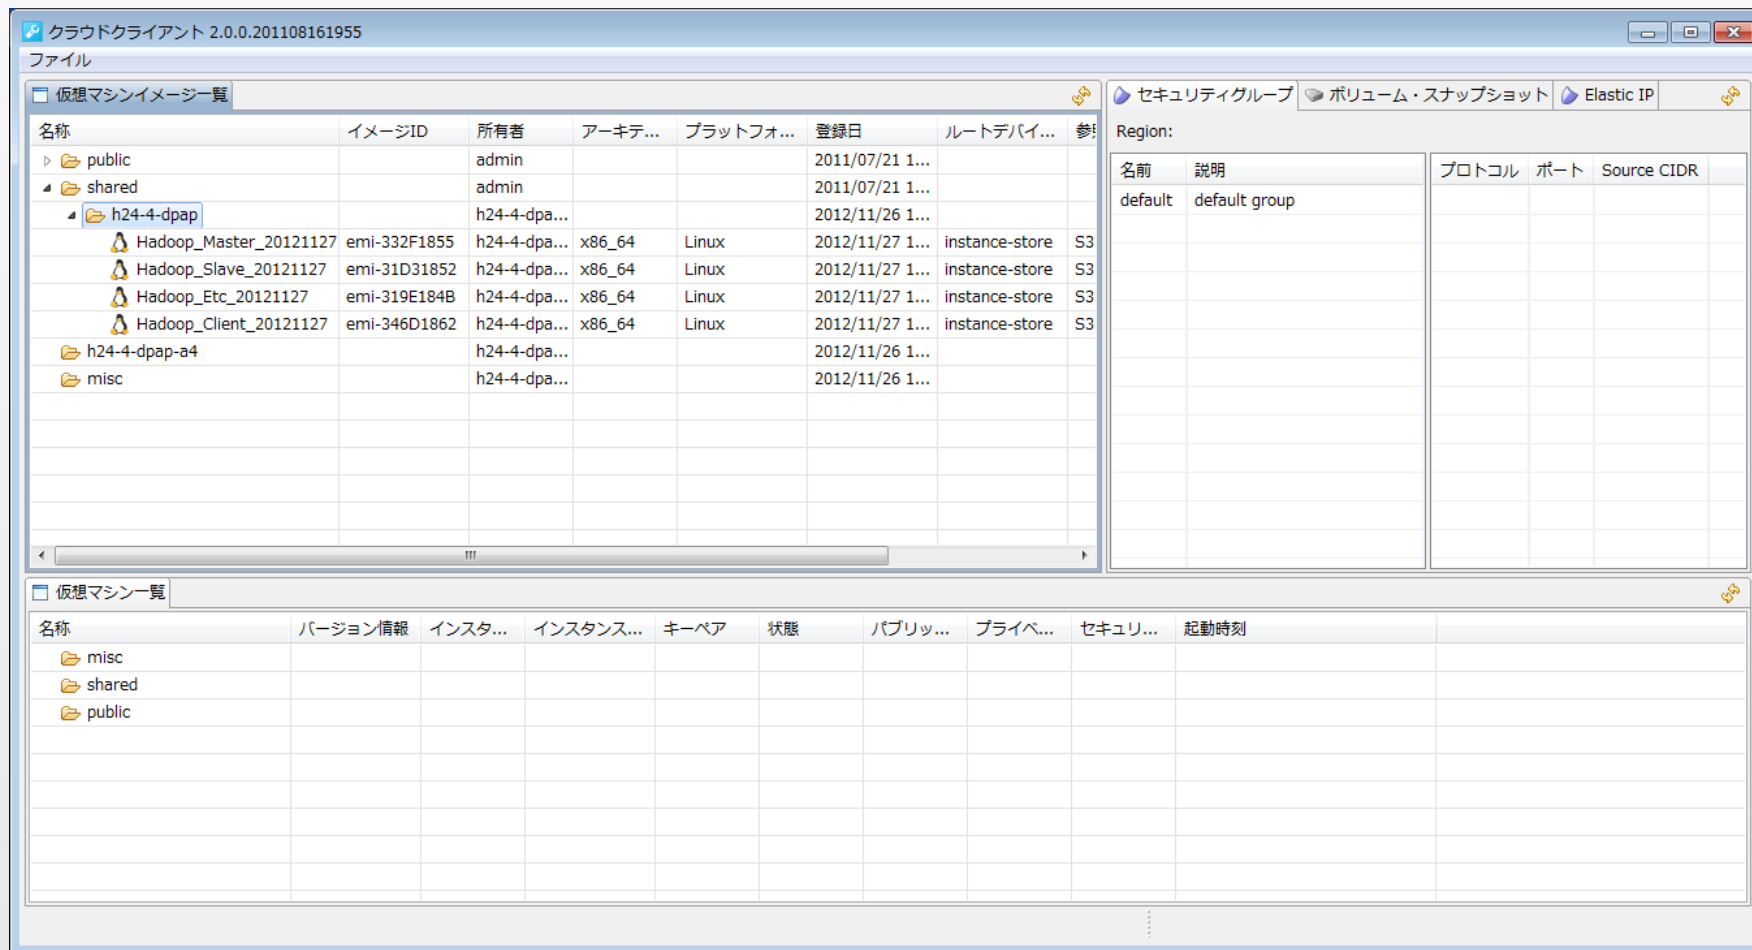 クラウドクライアント 2.0.0.201108161955
ファイル
仮想マシンイメージ一覧
名称 イメージID 所有者 アーキテ... プラットフォ... 登録日 ルートデバイ... 参
public admin 2011/07/21 1...
shared admin 2011/07/21 1...
h24-4-dpap h24-4-dpa... 2012/11/26 1...
Hadoop_Master_20121127 emi-332F1855 h24-4-dpa... x86_64 Linux 2012/11/27 1... instance-store S3
Hadoop_Slave_20121127 emi-31D31852 h24-4-dpa... x86_64 Linux 2012/11/27 1... instance-store S3
Hadoop_Etc_20121127 emi-319E184B h24-4-dpa... x86_64 Linux 2012/11/27 1... instance-store S3
Hadoop_Client_20121127 emi-346D1862 h24-4-dpa... x86_64 Linux 2012/11/27 1... instance-store S3
h24-4-dpap-a4 h24-4-dpa... 2012/11/26 1...
misc h24-4-dpa... 2012/11/26 1...
セキュリティグループ ボリューム・スナップショット Elastic IP
Region:
名前 説明 プロトコル ポート Source CIDR
default default group
仮想マシン一覧
名称 バージョン情報 インスタ... インスタンス... キーペア 状態 パブリッ... プライベ... セキュリ... 起動時刻
misc
shared
public